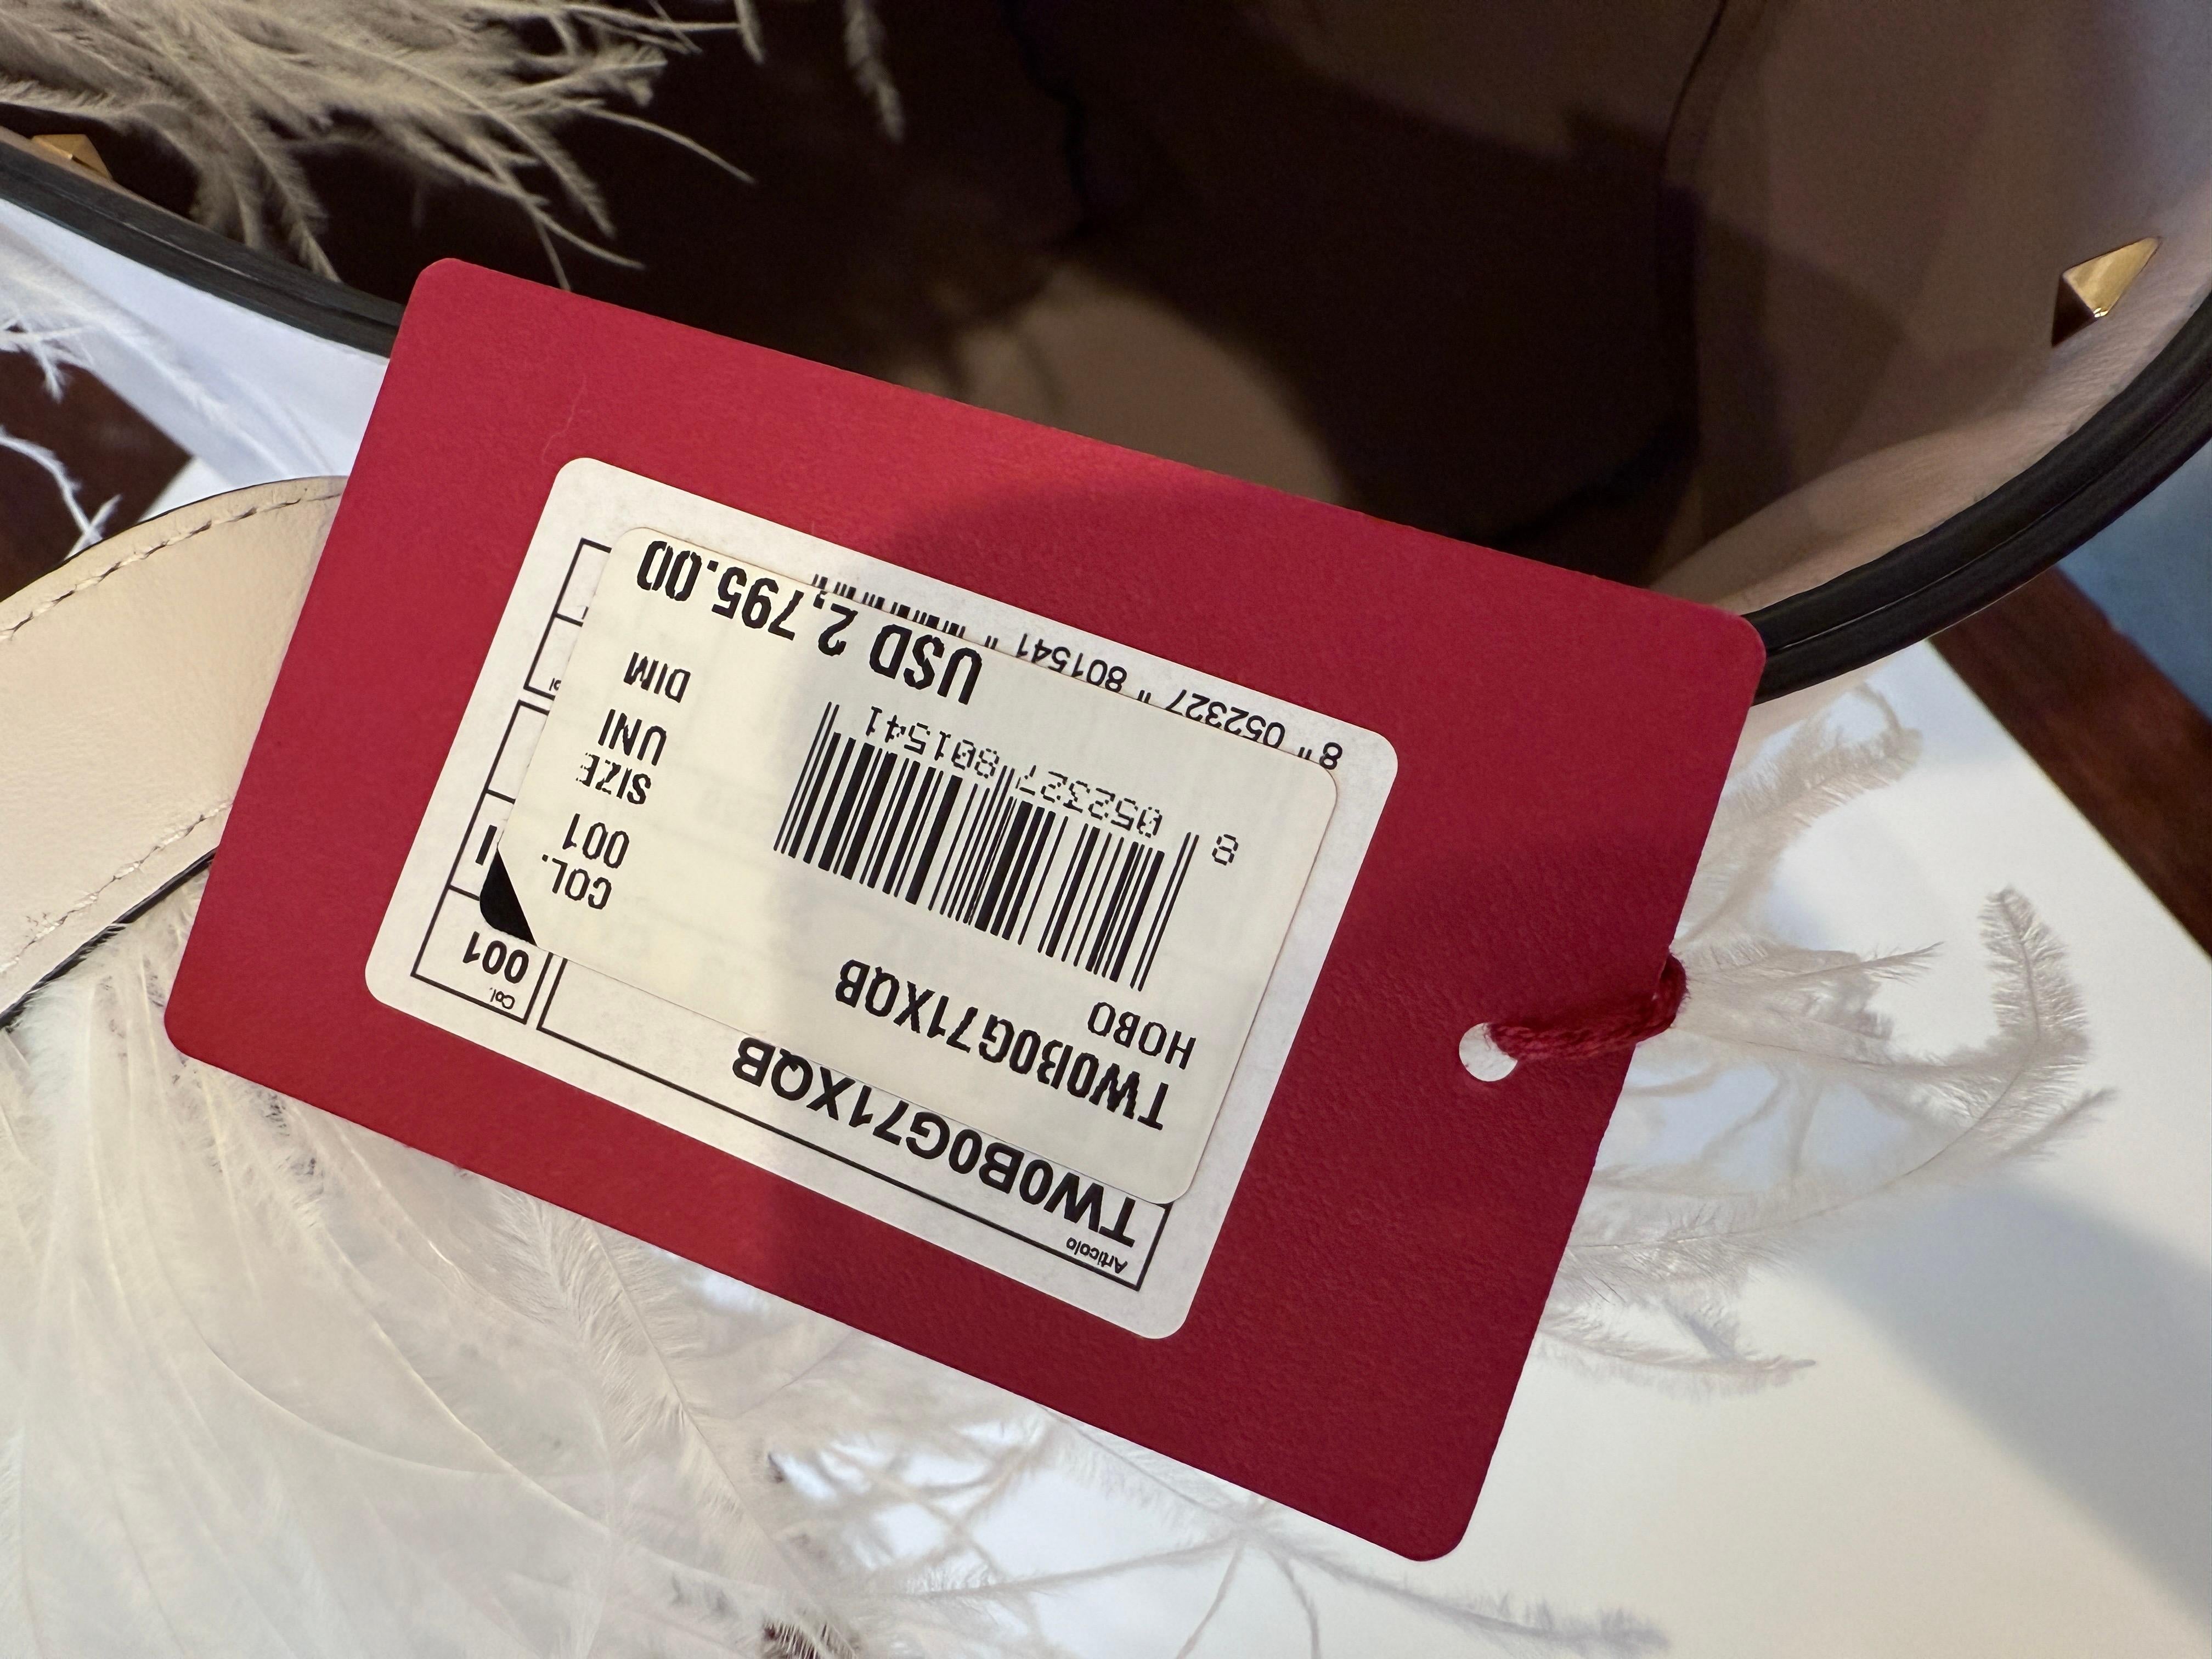 Articolo
TW0B0G71XQB
Col.
001
TW0B0G71XQB
HOBO
8 052327 801541
COL.
001
SIZE
UNI
DIM
USD 2,795.00
8 052327 801541